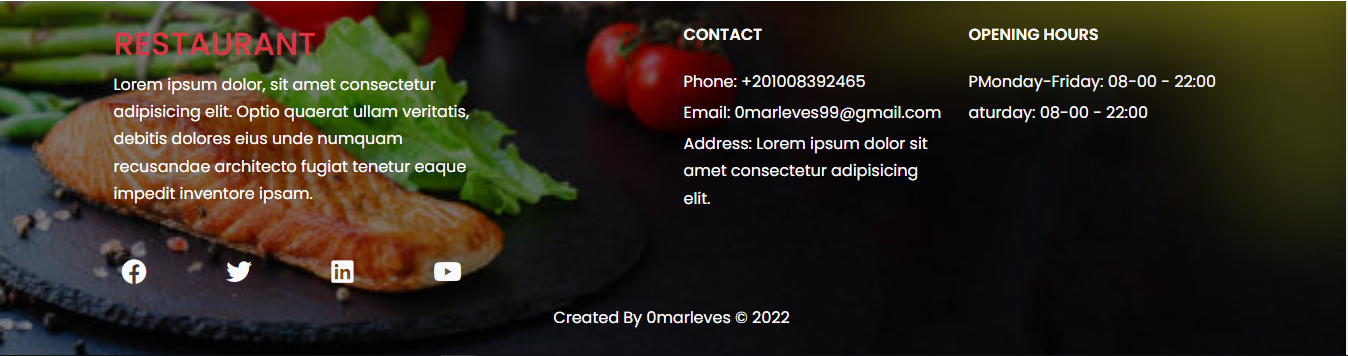 RESTAURANT
Lorem ipsum dolor, sit amet consectetur
adipisicing elit. Optio quaerat ullam veritatis,
debitis dolores eius unde numquam
recusandae architecto fugiat tenetur eaque
impedit inventore ipsam.
CONTACT
Phone: +201008392465
Email: 0marleves99@gmail.com
Address: Lorem ipsum dolor sit
amet consectetur adipisicing
elit.
OPENING HOURS
PMonday-Friday: 08-00 - 22:00
aturday: 08-00 - 22:00
Created By 0marleves © 2022